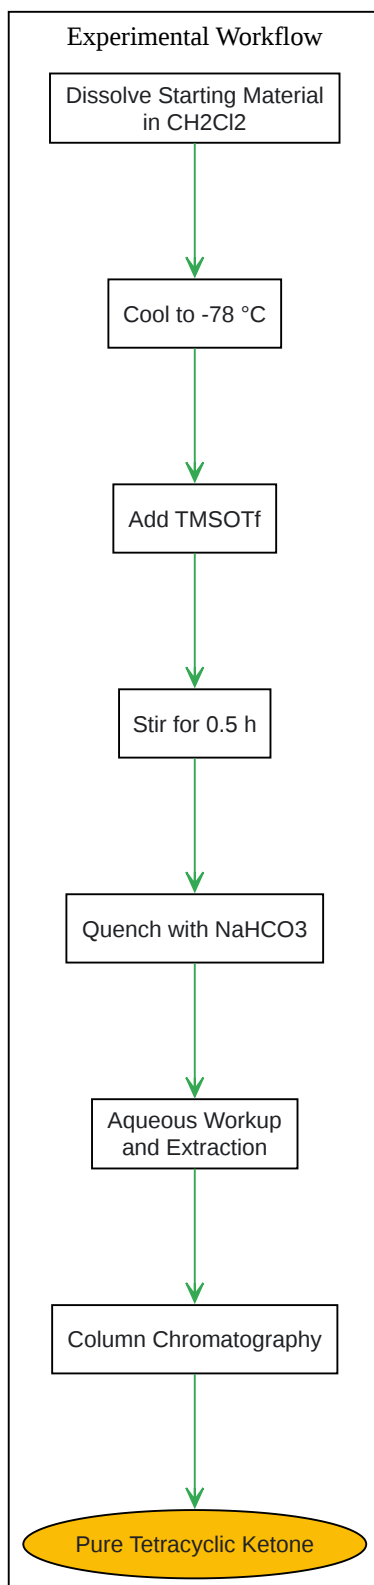 Experimental Workflow
Dissolve Starting Material
in CH2Cl2
Cool to -78 °C
Add TMSOTf
Stir for 0.5 h
Quench with NaHCO3
Aqueous Workup
and Extraction
Column Chromatography
Pure Tetracyclic Ketone